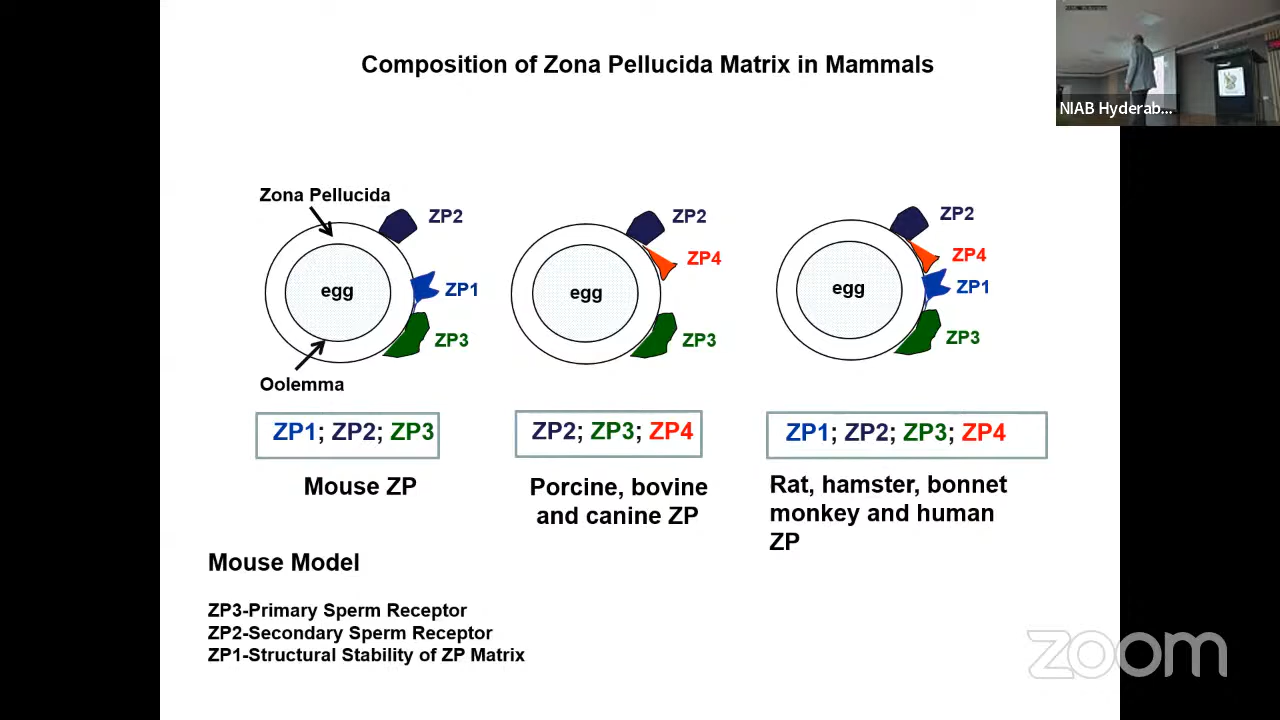 Composition of Zona Pellucida Matrix in Mammals
NIAB Hyderab...
Zona Pellucida
ZP2
egg
ZP1
ZP3
Oolemma
ZP2
ZP4
egg
ZP3
ZP2
ZP4
egg
ZP1
ZP3
ZP1; ZP2; ZP3
ZP2; ZP3; ZP4
ZP1; ZP2; ZP3; ZP4
Mouse ZP
Porcine, bovine
and canine ZP
Rat, hamster, bonnet
monkey and human
ZP
Mouse Model
ZP3-Primary Sperm Receptor
ZP2-Secondary Sperm Receptor
ZP1-Structural Stability of ZP Matrix
zoom